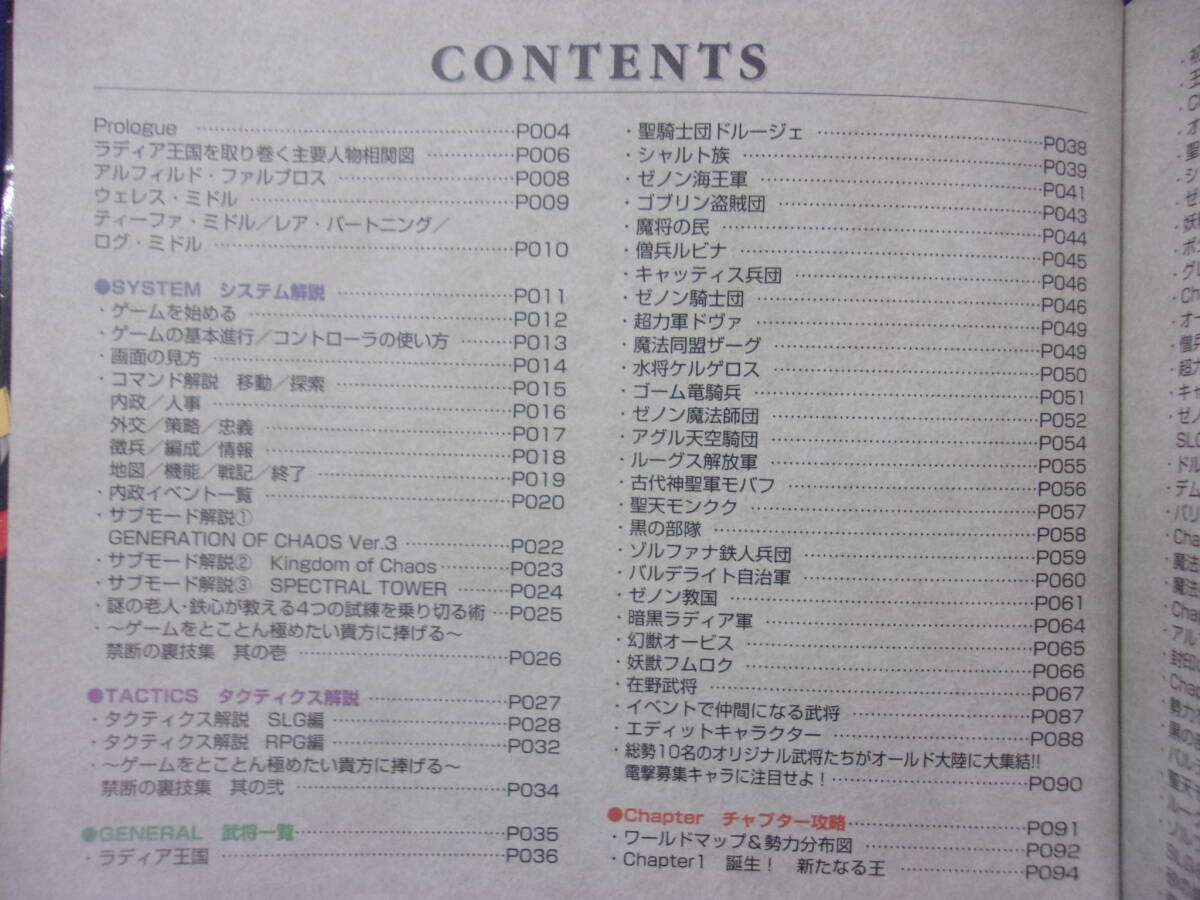 CONTENTS
Prologue ……P004
ラディア王国を取り巻く主要人物相関図 ……P006
アルフィルド・ファルブロス ……P008
ウェレス・ミドル ……P009
ティーファ・ミドル／レア・バートニング／
ログ・ミドル ……P010
●SYSTEM　システム解説 ……P011
・ゲームを始める ……P012
・ゲームの基本進行／コントローラの使い方 ……P013
・画面の見方 ……P014
・コマンド解説　移動／探索 ……P015
内政／人事 ……P016
外交／策略／忠義 ……P017
徴兵／編成／情報 ……P018
地図／機能／戦記／終了 ……P019
・内政イベント一覧 ……P020
・サブモード解説①
GENERATION OF CHAOS Ver.3 ……P022
・サブモード解説②　Kingdom of Chaos ……P023
・サブモード解説③　SPECTRAL TOWER ……P024
・謎の老人・鉄心が教える4つの試練を乗り切る術 …P025
・～ゲームをとことん極めたい貴方に捧げる～
禁断の裏技集　其の壱 ……P026
●TACTICS　タクティクス解説 ……P027
・タクティクス解説　SLG編 ……P028
・タクティクス解説　RPG編 ……P032
・～ゲームをとことん極めたい貴方に捧げる～
禁断の裏技集　其の弐 ……P034
●GENERAL　武将一覧 ……P035
・ラディア王国 ……P036
・聖騎士団ドルージェ ……P038
・シャルト族 ……P039
・ゼノン海王軍 ……P041
・ゴブリン盗賊団 ……P043
・魔将の民 ……P044
・僧兵ルビナ ……P045
・キャッティス兵団 ……P046
・ゼノン騎士団 ……P046
・超力軍ドヴァ ……P049
・魔法同盟ザーグ ……P049
・水将ケルゲロス ……P050
・ゴーム竜騎兵 ……P051
・ゼノン魔法師団 ……P052
・アグル天空騎団 ……P054
・ルーグス解放軍 ……P055
・古代神聖軍モバフ ……P056
・聖天モンクク ……P057
・黒の部隊 ……P058
・ソルファナ鉄人兵団 ……P059
・バルデライト自治軍 ……P060
・ゼノン教国 ……P061
・暗黒ラディア軍 ……P064
・幻獣オービス ……P065
・妖獣フムロク ……P066
・在野武将 ……P067
・イベントで仲間になる武将 ……P087
・エディットキャラクター ……P088
・総勢10名のオリジナル武将たちがオールド大陸に大集結!!
電撃募集キャラに注目せよ！ ……P090
●Chapter　チャプター攻略 ……P091
・ワールドマップ＆勢力分布図 ……P092
・Chapter1　誕生！　新たなる王 ……P094